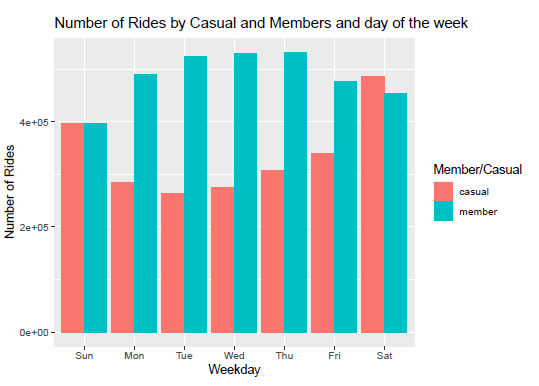 Number of Rides by Casual and Members and day of the week
Number of Rides
4e+05
2e+05
0e+00
Sun Mon Tue Wed Thu Fri Sat
Weekday
Member/Casual
casual
member